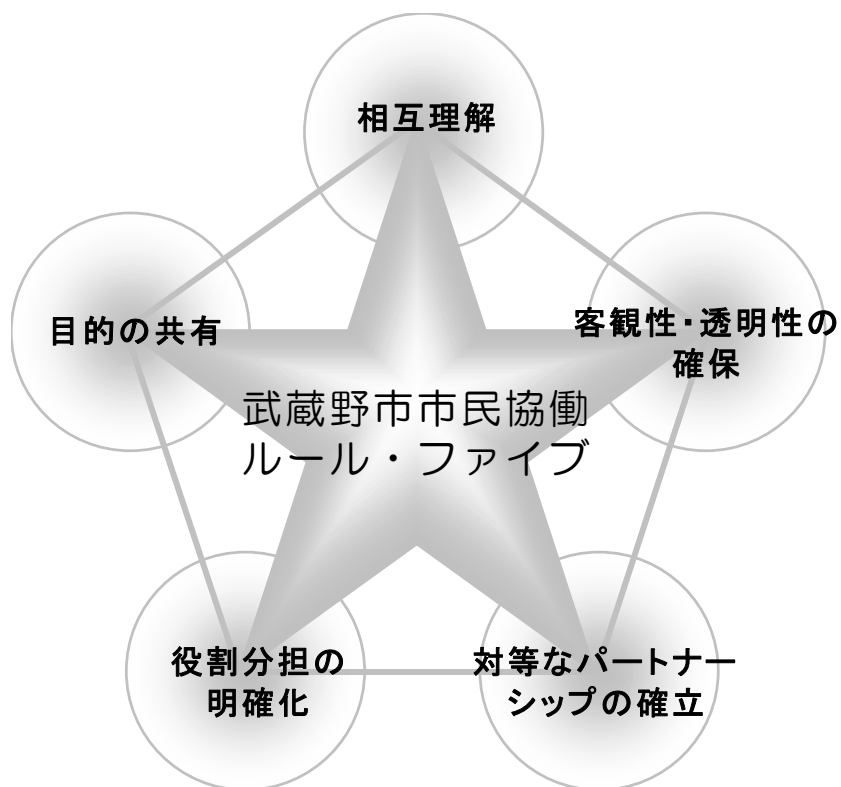 相互理解
目的の共有
客観性・透明性の
確保
武蔵野市市民協働
ルール・ファイブ
役割分担の
明確化
対等なパートナー
シップの確立